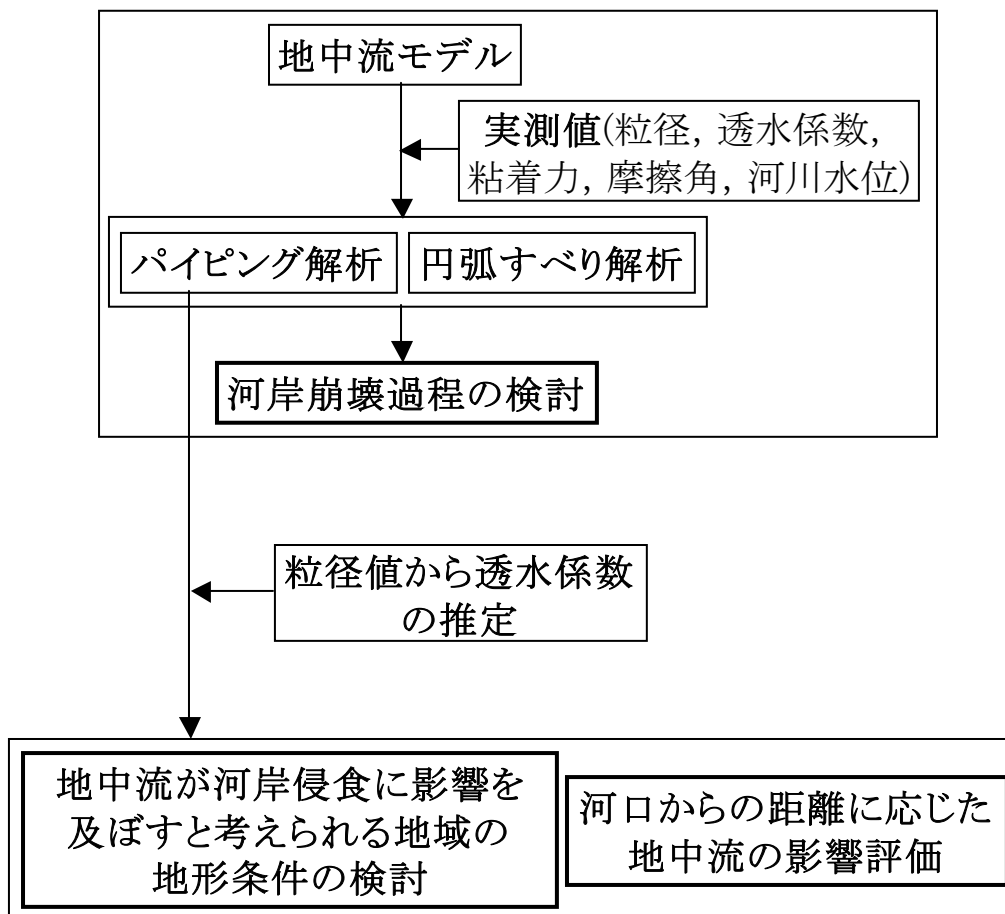 地中流モデル
実測値(粒径, 透水係数,
粘着力, 摩擦角, 河川水位)
パイピング解析
円弧すべり解析
河岸崩壊過程の検討
粒径値から透水係数
の推定
地中流が河岸侵食に影響を
及ぼすと考えられる地域の
地形条件の検討
河口からの距離に応じた
地中流の影響評価